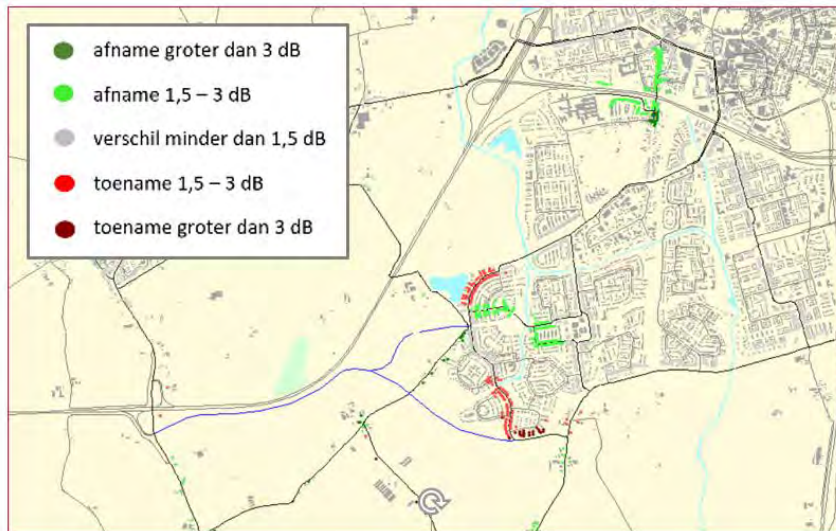 afname groter dan 3 dB
afname 1,5 – 3 dB
verschil minder dan 1,5 dB
toename 1,5 – 3 dB
toename groter dan 3 dB